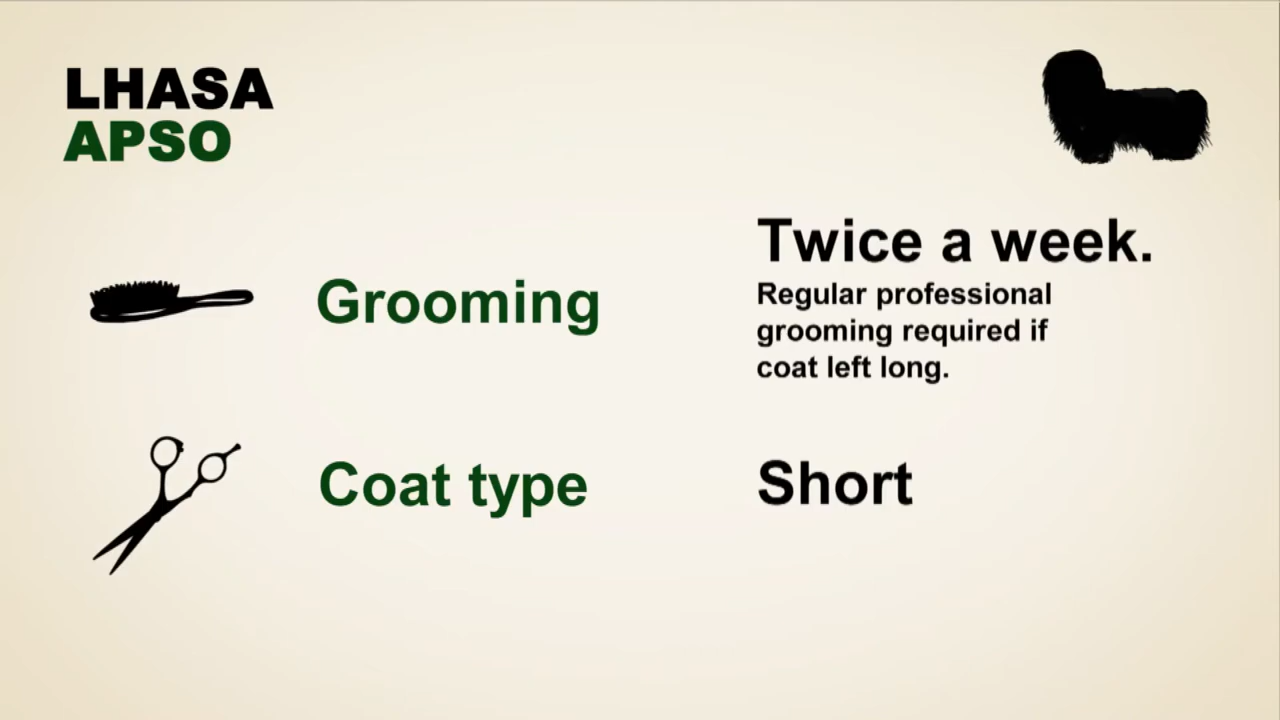 LHASA
APSO
Grooming
Twice a week.
Regular professional
grooming required if
coat left long.
Coat type
Short